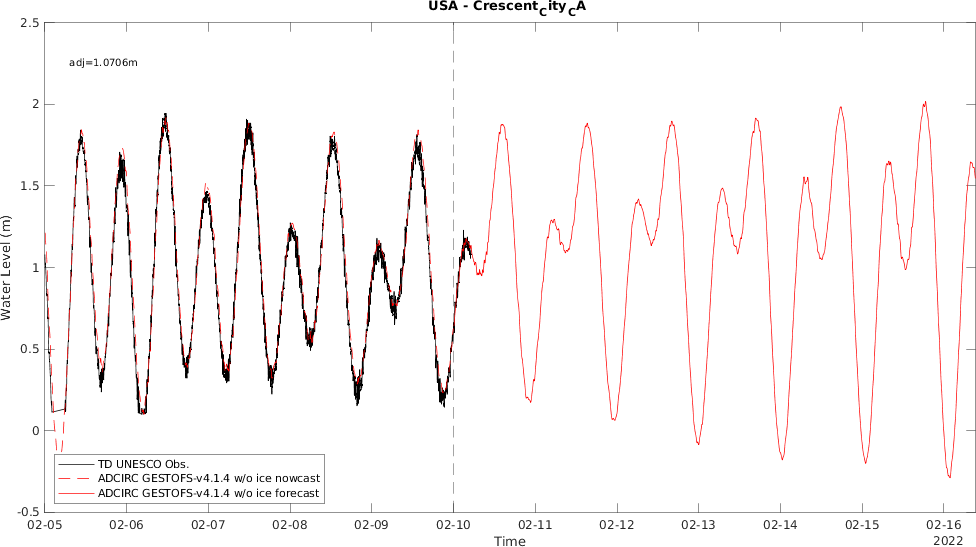 USA - CrescentCityCA
adj=1.0706m
2.5
2
1.5
1
0.5
0
-0.5
Water Level (m)
TD UNESCO Obs.
ADCIRC GESTOFS-v4.1.4 w/o ice nowcast
ADCIRC GESTOFS-v4.1.4 w/o ice forecast
02-05 02-06 02-07 02-08 02-09 02-10 02-11 02-12 02-13 02-14 02-15 02-16
Time 2022